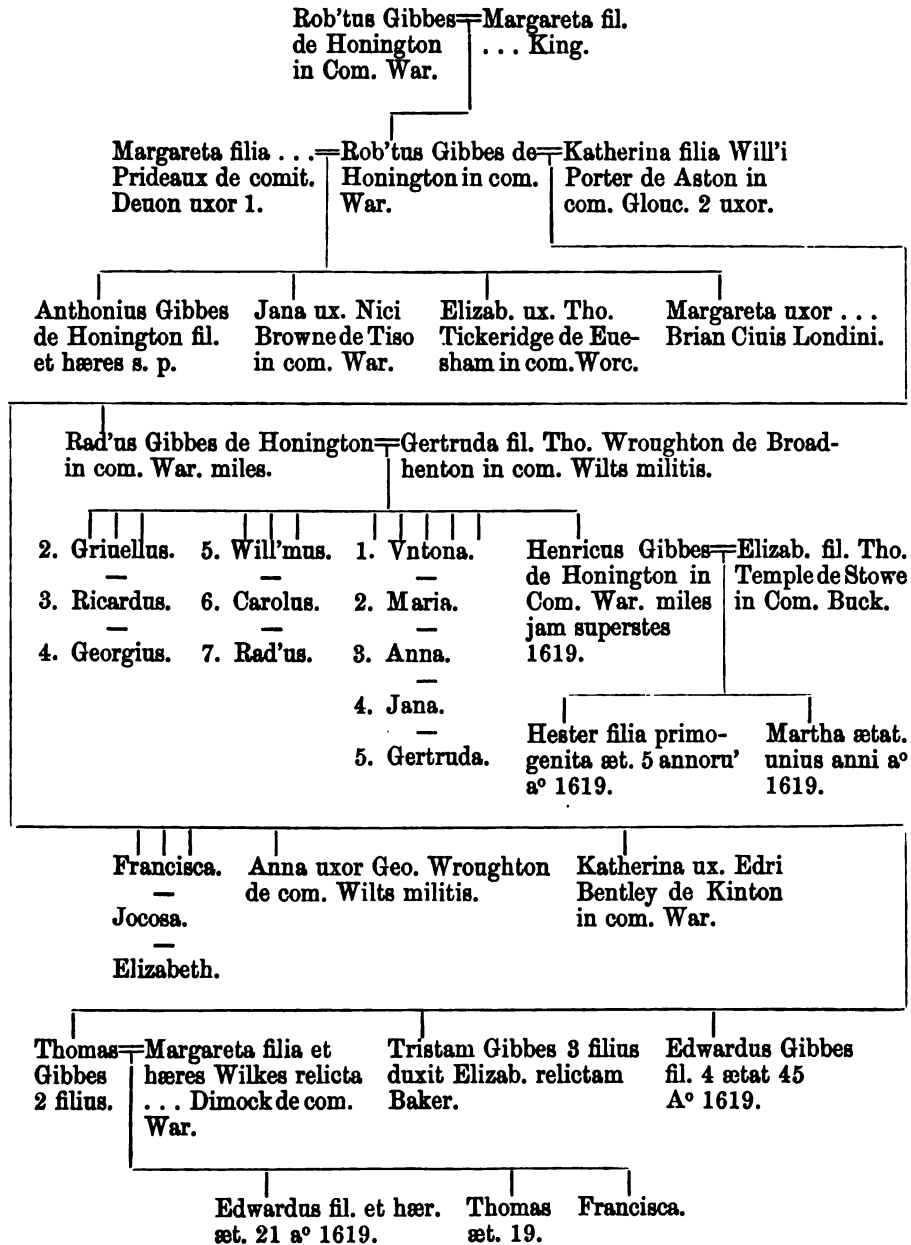 Rob'tus Gibbes=Margareta fil.
de Honington . . . King.
in Com. War.
Margareta filia . . .=Rob'tus Gibbes de=Katherina filia Will'i
Prideaux de comit. Honington in com. Porter de Aston in
Deuon uxor 1. War. com. Glouc. 2 uxor.
Anthonius Gibbes Jana ux. Nici Elizab. ux. Tho. Margareta uxor . . .
de Honington fil. Browne de Tiso Tickeridge de Eue- Brian Ciuis Londini.
et hæres s. p. in com. War. sham in com. Worc.
Rad'us Gibbes de Honington=Gertruda fil. Tho. Wroughton de Broad-
in com. War. miles. henton in com. Wilts militis.
2. Griuellus. 5. Will'mus. 1. Vntona. Henricus Gibbes=Elizab. fil. Tho.
de Honington in Temple de Stowe
3. Ricardus. 6. Carolus. 2. Maria. Com. War. miles in Com. Buck.
jam superstes
4. Georgius. 7. Rad'us. 3. Anna. 1619.
4. Jana.
Hester filia primo- Martha ætat.
5. Gertruda. genita æt. 5 annoru' unius anni aº
aº 1619. 1619.
Francisca. Anna uxor Geo. Wroughton Katherina ux. Edri
de com. Wilts militis. Bentley de Kinton
Jocosa. in com. War.
Elizabeth.
Thomas=Margareta filia et Tristam Gibbes 3 filius Edwardus Gibbes
Gibbes hæres Wilkes relicta duxit Elizab. relictam fil. 4 ætat 45
2 filius. . . . Dimock de com. Baker. Aº 1619.
War.
Edwardus fil. et hær. Thomas Francisca.
æt. 21 aº 1619. æt. 19.